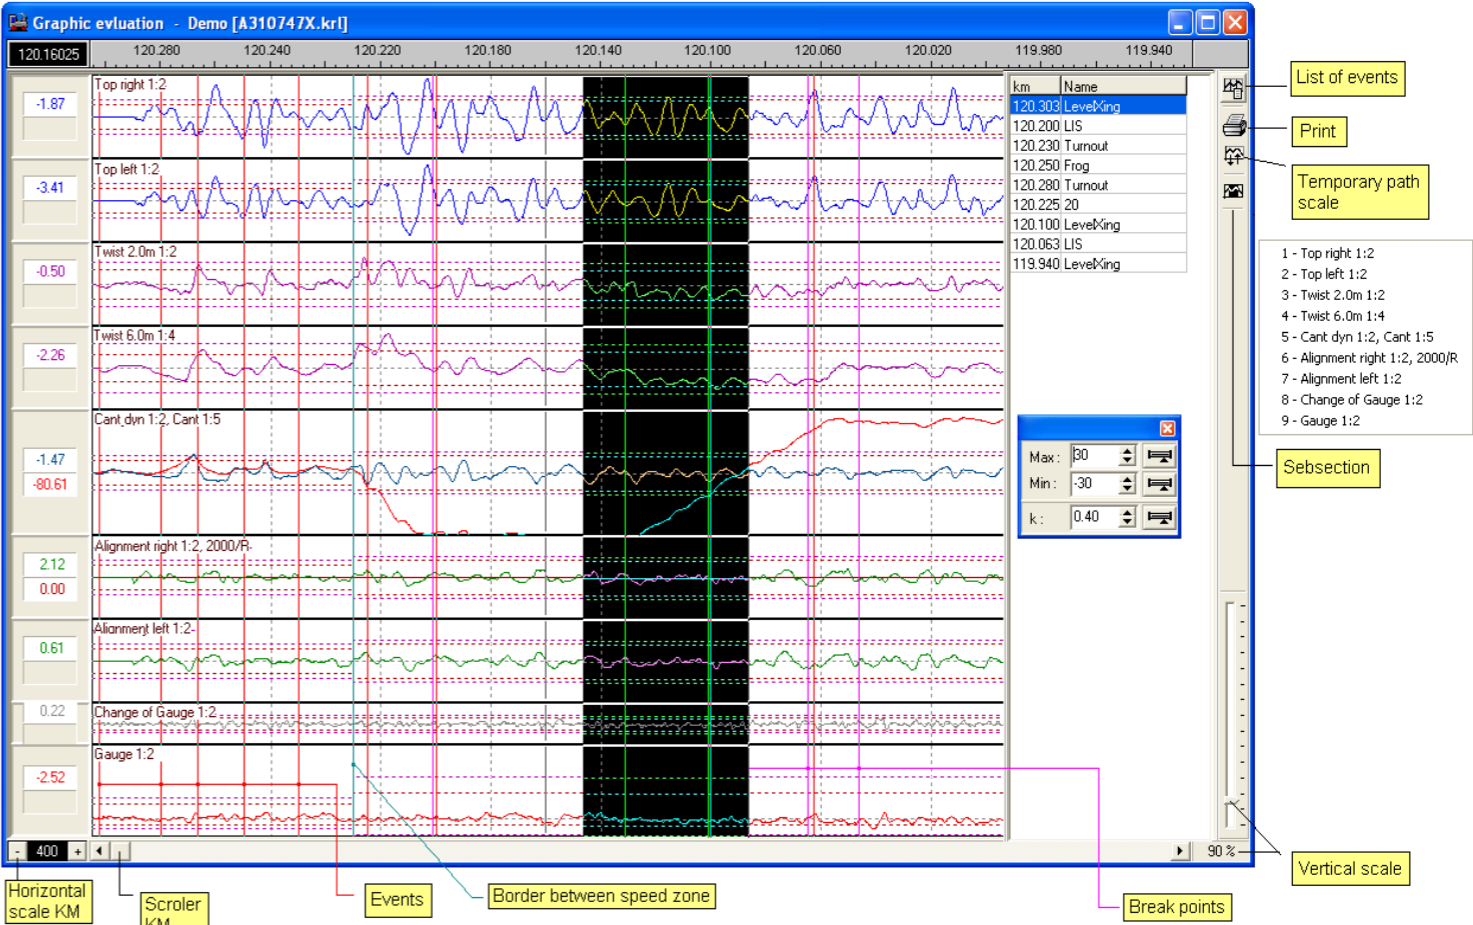 Graphic evluation - Demo [A310747X.krl]
120.16025
120.280 120.240 120.220 120.180 120.140 120.100 120.060 120.020 119.980 119.940
Top right 1:2
-1.87
Top left 1:2
-3.41
Twist 2.0m 1:2
-0.50
Twist 6.0m 1:4
-2.26
Cant dyn 1:2, Cant 1:5
-1.47
-80.61
Alignment right 1:2, 2000/R
2.12
0.00
Alignment left 1:2
0.61
Change of Gauge 1:2
0.22
Gauge 1:2
-2.52
km Name
120.303 LevelXing
120.200 LIS
120.230 Turnout
120.250 Frog
120.280 Turnout
120.225 20
120.100 LevelXing
120.063 LIS
119.940 LevelXing
Max: 30
Min: -30
k: 0.40
- 400 +
90 %
List of events
Print
Temporary path
scale
1 - Top right 1:2
2 - Top left 1:2
3 - Twist 2.0m 1:2
4 - Twist 6.0m 1:4
5 - Cant dyn 1:2, Cant 1:5
6 - Alignment right 1:2, 2000/R
7 - Alignment left 1:2
8 - Change of Gauge 1:2
9 - Gauge 1:2
Sebsection
Vertical scale
Horizontal
scale KM
Scroler
KM
Events
Border between speed zone
Break points